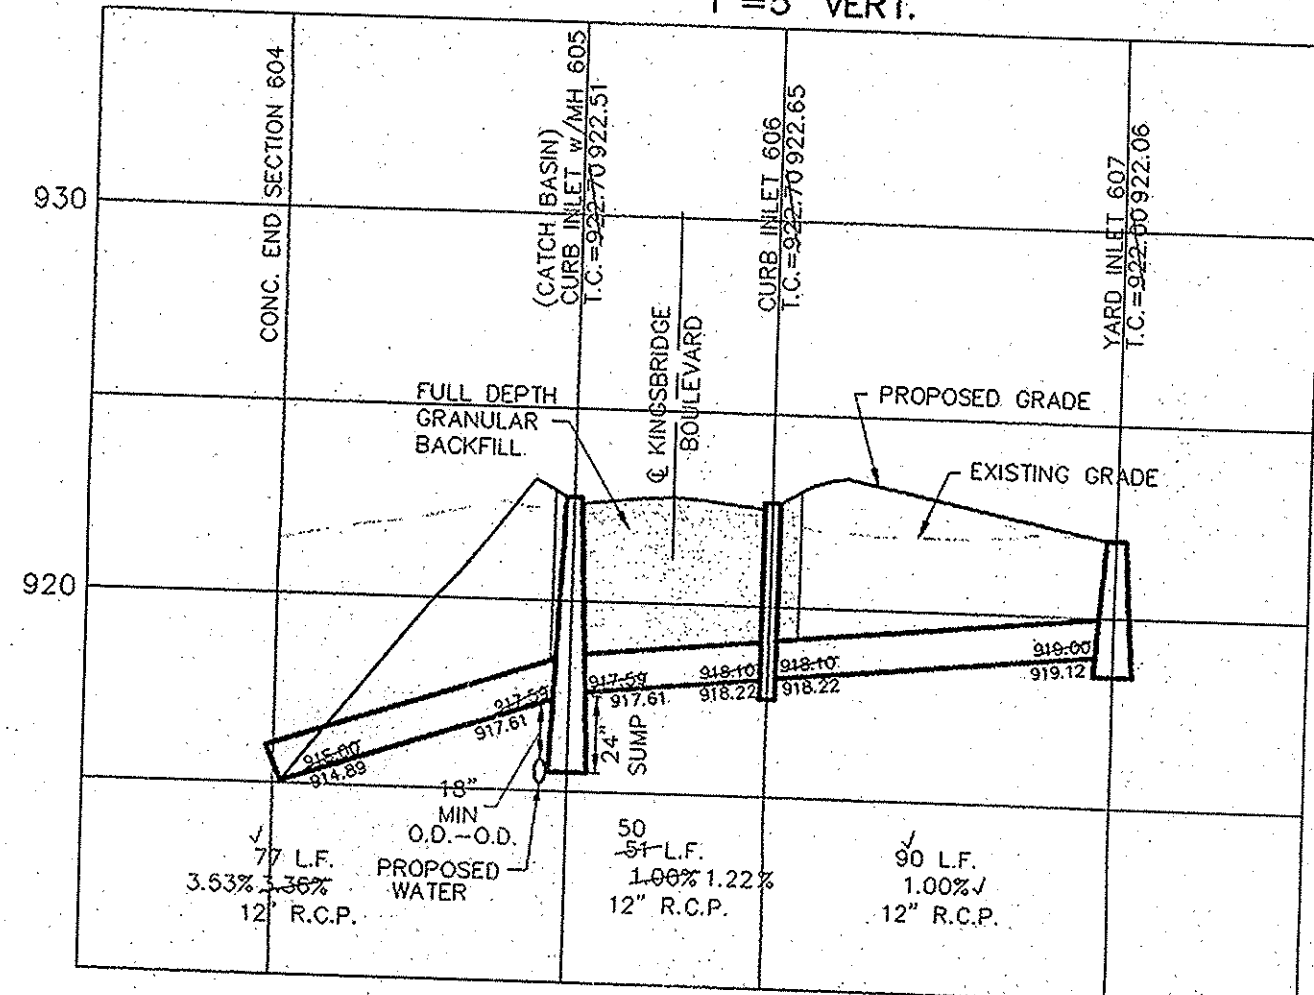 1"=5' VERT.
CONC. END SECTION 604
(CATCH BASIN)
CURB INLET w/MH 605
T.C.=922.70 922.51
CURB INLET 606
T.C.=922.70 922.65
YARD INLET 607
T.C.=922.00 922.06
930
920
℄ KINGSBRIDGE
BOULEVARD
FULL DEPTH
GRANULAR
BACKFILL
PROPOSED GRADE
EXISTING GRADE
915.00
914.89
917.59
917.61
917.59
917.61
918.10
918.22
918.10
918.22
919.00
919.12
24"
SUMP
18"
MIN
O.D.-O.D.
PROPOSED
WATER
✓
77 L.F.
3.53% 3.36%
12" R.C.P.
50
51 L.F.
1.00% 1.22%
12" R.C.P.
✓
90 L.F.
1.00%✓
12" R.C.P.